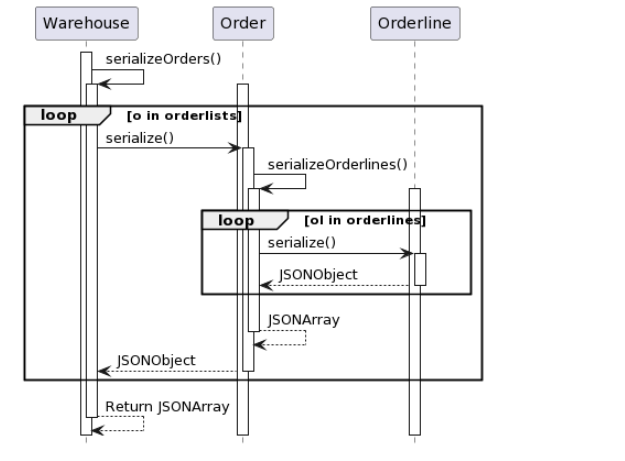 Warehouse
Order
Orderline
serializeOrders()
loop
[o in orderlists]
serialize()
serializeOrderlines()
loop
[ol in orderlines]
serialize()
JSONObject
JSONArray
JSONObject
Return JSONArray